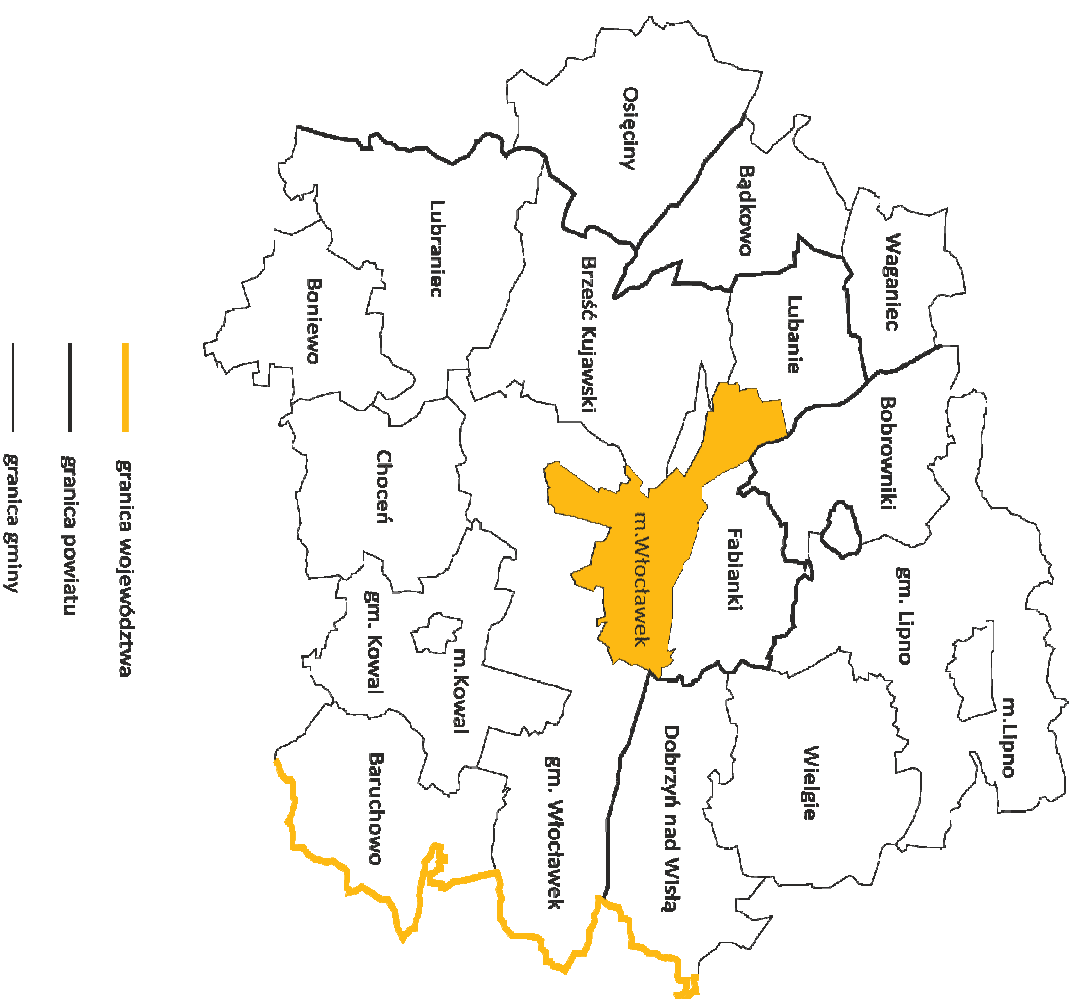 m.Lipno
Waganiec
Bobrowniki
gm. Lipno
Lubanie
Wielgie
Bądkowo
Fabianki
Dobrzyń nad Wisłą
Osięciny
m.Włocławek
Brześć Kujawski
gm. Włocławek
Lubraniec
m.Kowal
Choceń
gm. Kowal
Baruchowo
Boniewo
granica województwa
granica powiatu
granica gminy